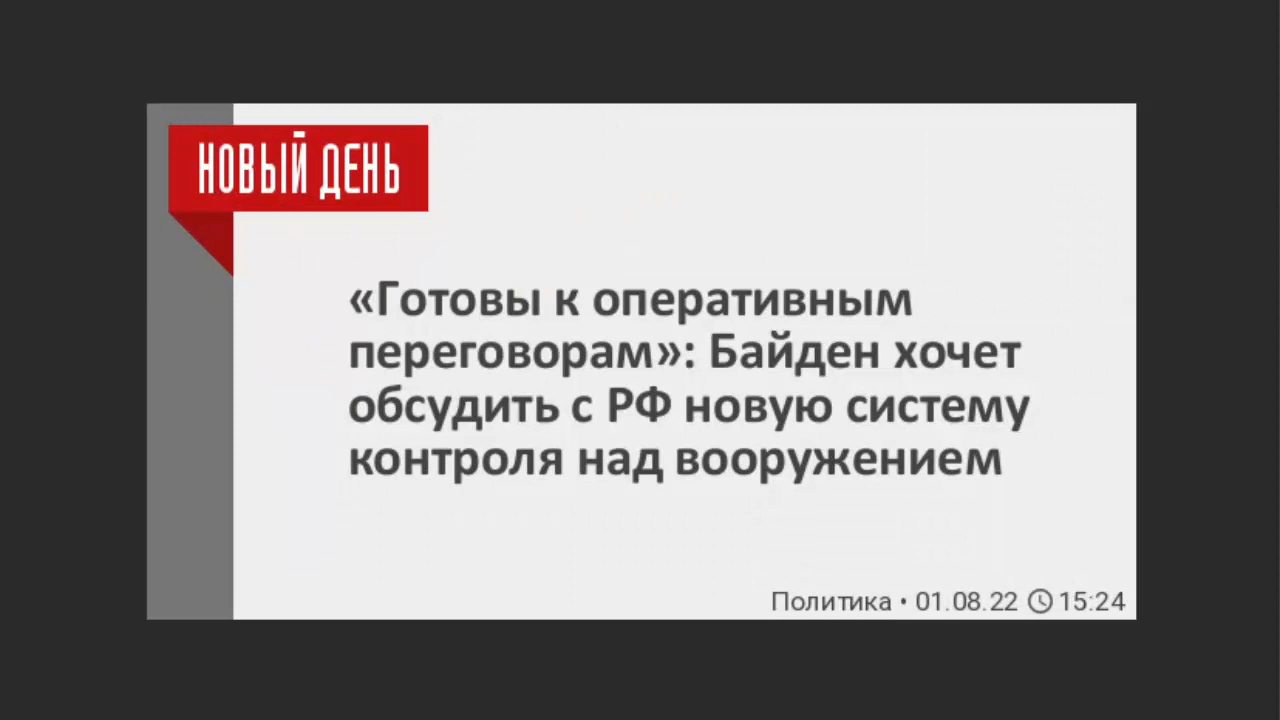 НОВЫЙ ДЕНЬ
«Готовы к оперативным
переговорам»: Байден хочет
обсудить с РФ новую систему
контроля над вооружением
Политика • 01.08.22 15:24